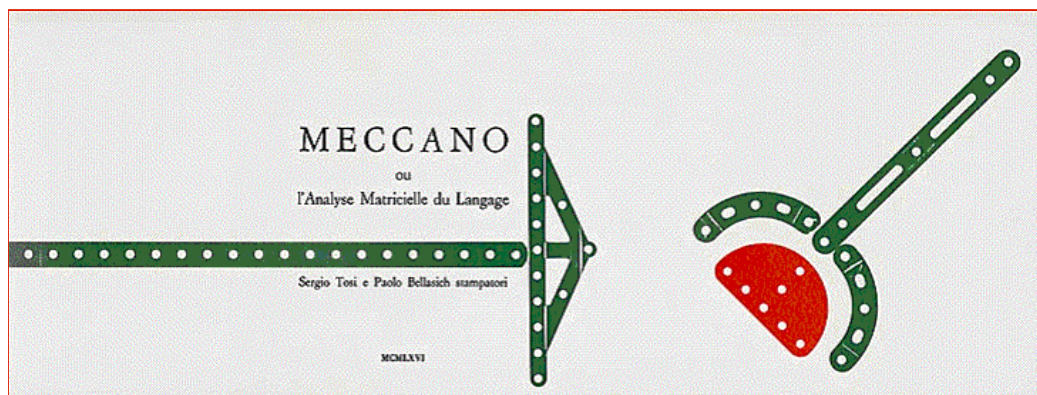 MECCANO
ou
l'Analyse Matricielle du Langage
Sergio Tosi e Paolo Bellasich stampatori
MCMLXVI